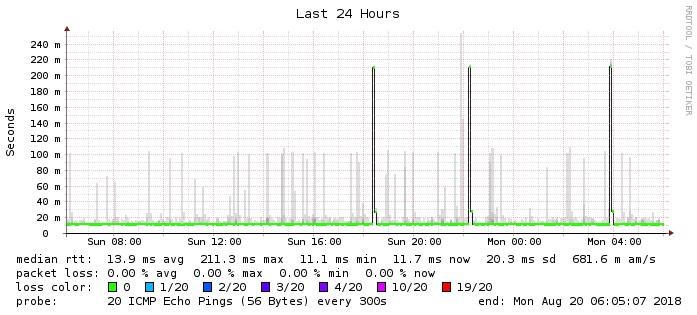 Last 24 Hours
RRDTOOL / TOBI OETIKER
Seconds
240 m
220 m
200 m
180 m
160 m
140 m
120 m
100 m
80 m
60 m
40 m
20 m
0
Sun 08:00 Sun 12:00 Sun 16:00 Sun 20:00 Mon 00:00 Mon 04:00
median rtt: 13.9 ms avg 211.3 ms max 11.1 ms min 11.7 ms now 20.3 ms sd 681.6 m am/s
packet loss: 0.00 % avg 0.00 % max 0.00 % min 0.00 % now
loss color: 0 1/20 2/20 3/20 4/20 10/20 19/20
probe: 20 ICMP Echo Pings (56 Bytes) every 300s end: Mon Aug 20 06:05:07 2018